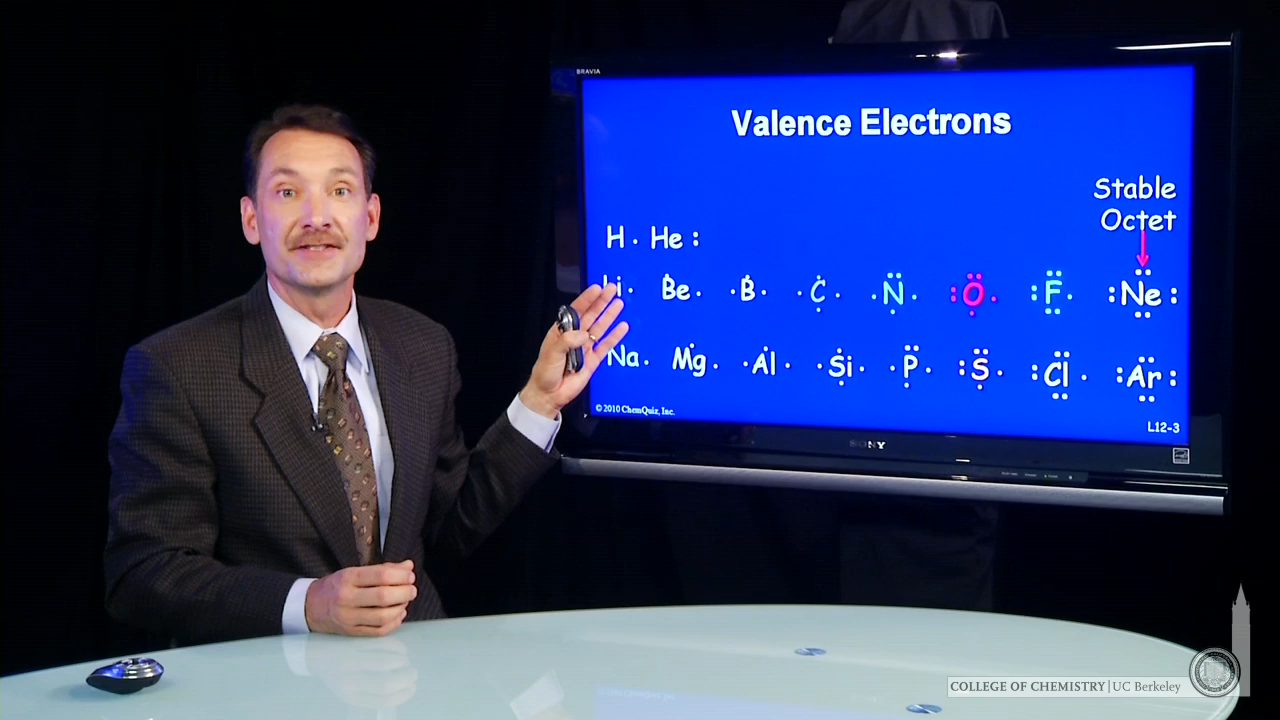 BRAVIA
Valence Electrons
Stable
Octet
H· He:
Li· Be· ·B· ·C· ·N· :O· :F· :Ne:
Na· Mg· ·Al· ·Si· ·P· :S· :Cl· :Ar:
© 2010 ChemQuiz, Inc.
L12-3
SONY
COLLEGE OF CHEMISTRY | UC Berkeley